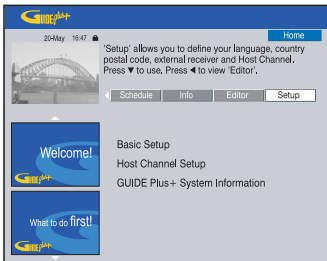 GUIDE Plus+
20-May 16:47
Home
'Setup' allows you to define your language, country
postal code, external receiver and Host Channel.
Press ▼ to use. Press ◀ to view 'Editor'.
Schedule Info Editor Setup
Welcome!
GUIDE Plus+
Basic Setup
Host Channel Setup
GUIDE Plus+ System Information
What to do first!
GUIDE Plus+